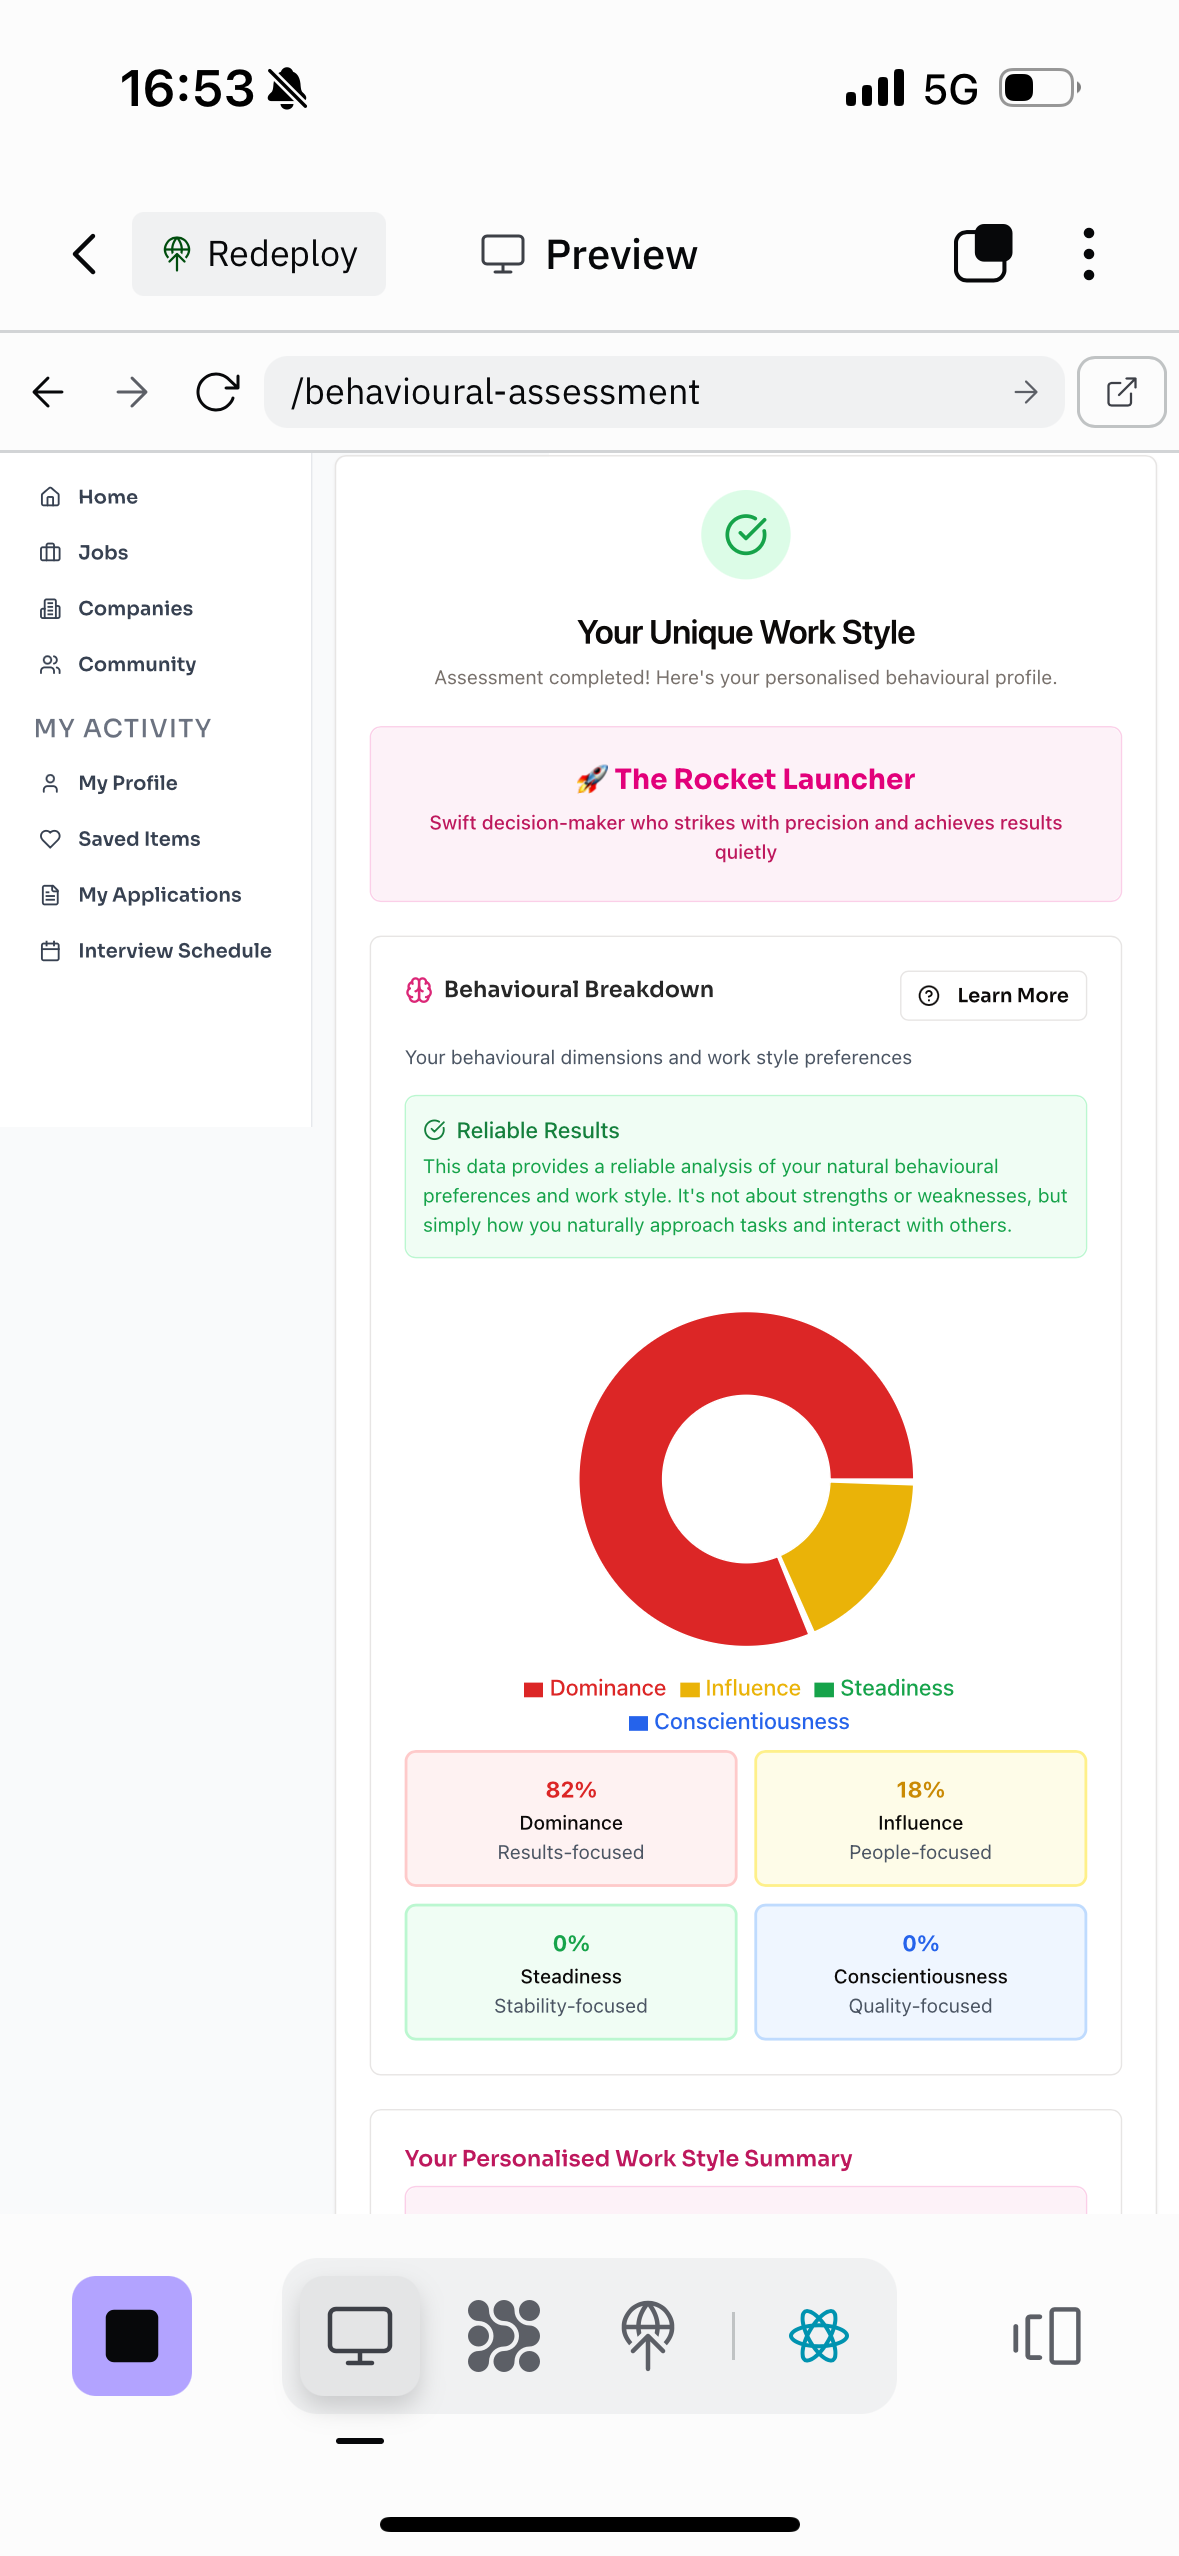 16:53
5G
Redeploy
Preview
/behavioural-assessment
Home
Jobs
Companies
Community
MY ACTIVITY
My Profile
Saved Items
My Applications
Interview Schedule
Your Unique Work Style
Assessment completed! Here's your personalised behavioural profile.
🚀 The Rocket Launcher
Swift decision-maker who strikes with precision and achieves results
quietly
Behavioural Breakdown
Learn More
Your behavioural dimensions and work style preferences
Reliable Results
This data provides a reliable analysis of your natural behavioural
preferences and work style. It's not about strengths or weaknesses, but
simply how you naturally approach tasks and interact with others.
Dominance Influence Steadiness
Conscientiousness
82%
Dominance
Results-focused
18%
Influence
People-focused
0%
Steadiness
Stability-focused
0%
Conscientiousness
Quality-focused
Your Personalised Work Style Summary